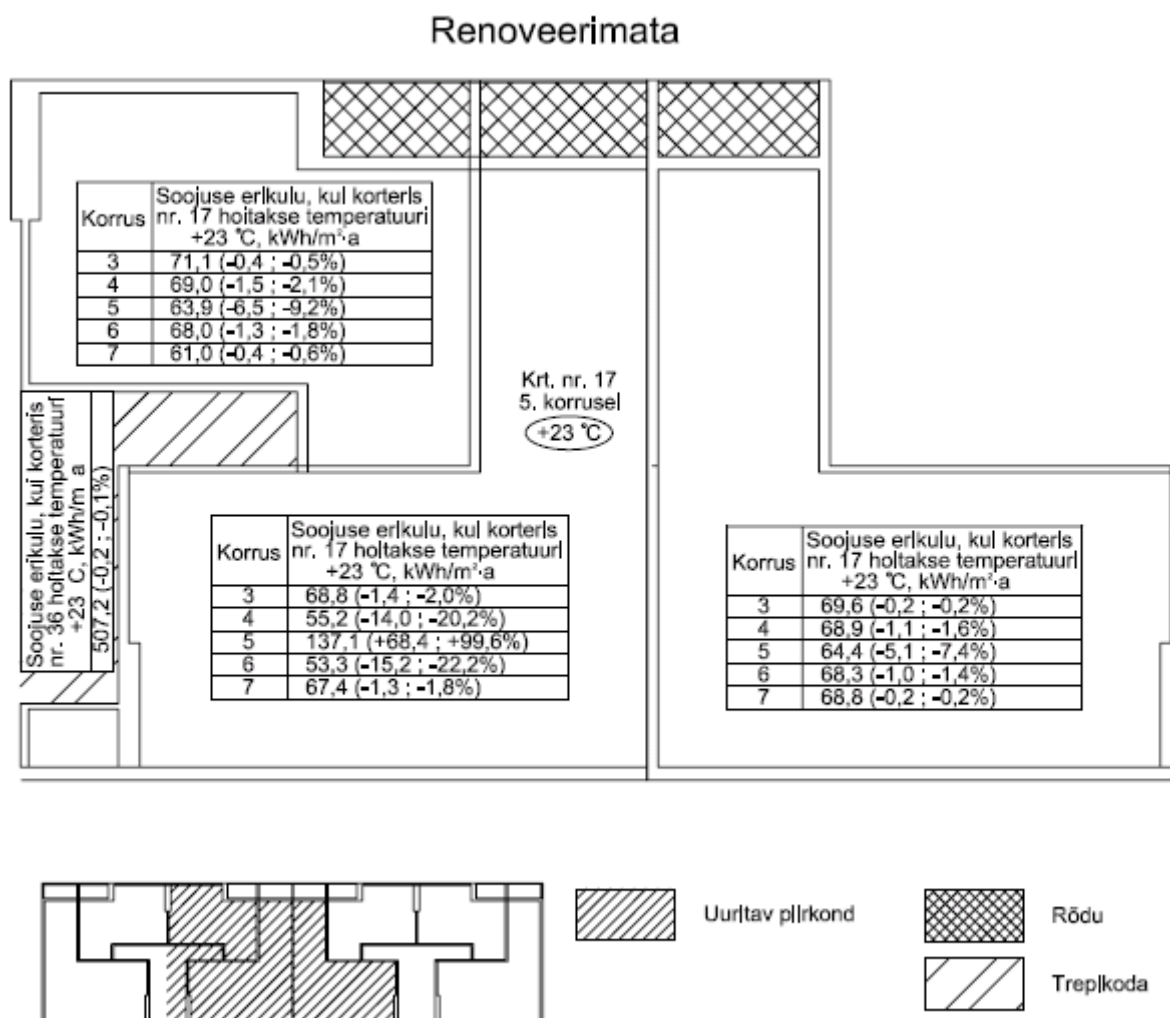 Renoveerimata
Korrus
Soojuse erikulu, kui korteris
nr. 17 hoitakse temperatuuri
+23 °C, kWh/m²·a
3 71,1 (-0,4 ; -0,5%)
4 69,0 (-1,5 ; -2,1%)
5 63,9 (-6,5 ; -9,2%)
6 68,0 (-1,3 ; -1,8%)
7 61,0 (-0,4 ; -0,6%)
Krt. nr. 17
5. korrusel
+23 °C
Soojuse erikulu, kui korteris
nr. 36 hoitakse temperatuuri
+23 C, kWh/m a
507,2 (-0,2 ; -0,1%)
Korrus
Soojuse erikulu, kui korteris
nr. 17 hoitakse temperatuuri
+23 °C, kWh/m²·a
3 68,8 (-1,4 ; -2,0%)
4 55,2 (-14,0 ; -20,2%)
5 137,1 (+68,4 ; +99,6%)
6 53,3 (-15,2 ; -22,2%)
7 67,4 (-1,3 ; -1,8%)
Korrus
Soojuse erikulu, kui korteris
nr. 17 hoitakse temperatuuri
+23 °C, kWh/m²·a
3 69,6 (-0,2 ; -0,2%)
4 68,9 (-1,1 ; -1,6%)
5 64,4 (-5,1 ; -7,4%)
6 68,3 (-1,0 ; -1,4%)
7 68,8 (-0,2 ; -0,2%)
Uuritav piirkond
Rõdu
Trepikoda